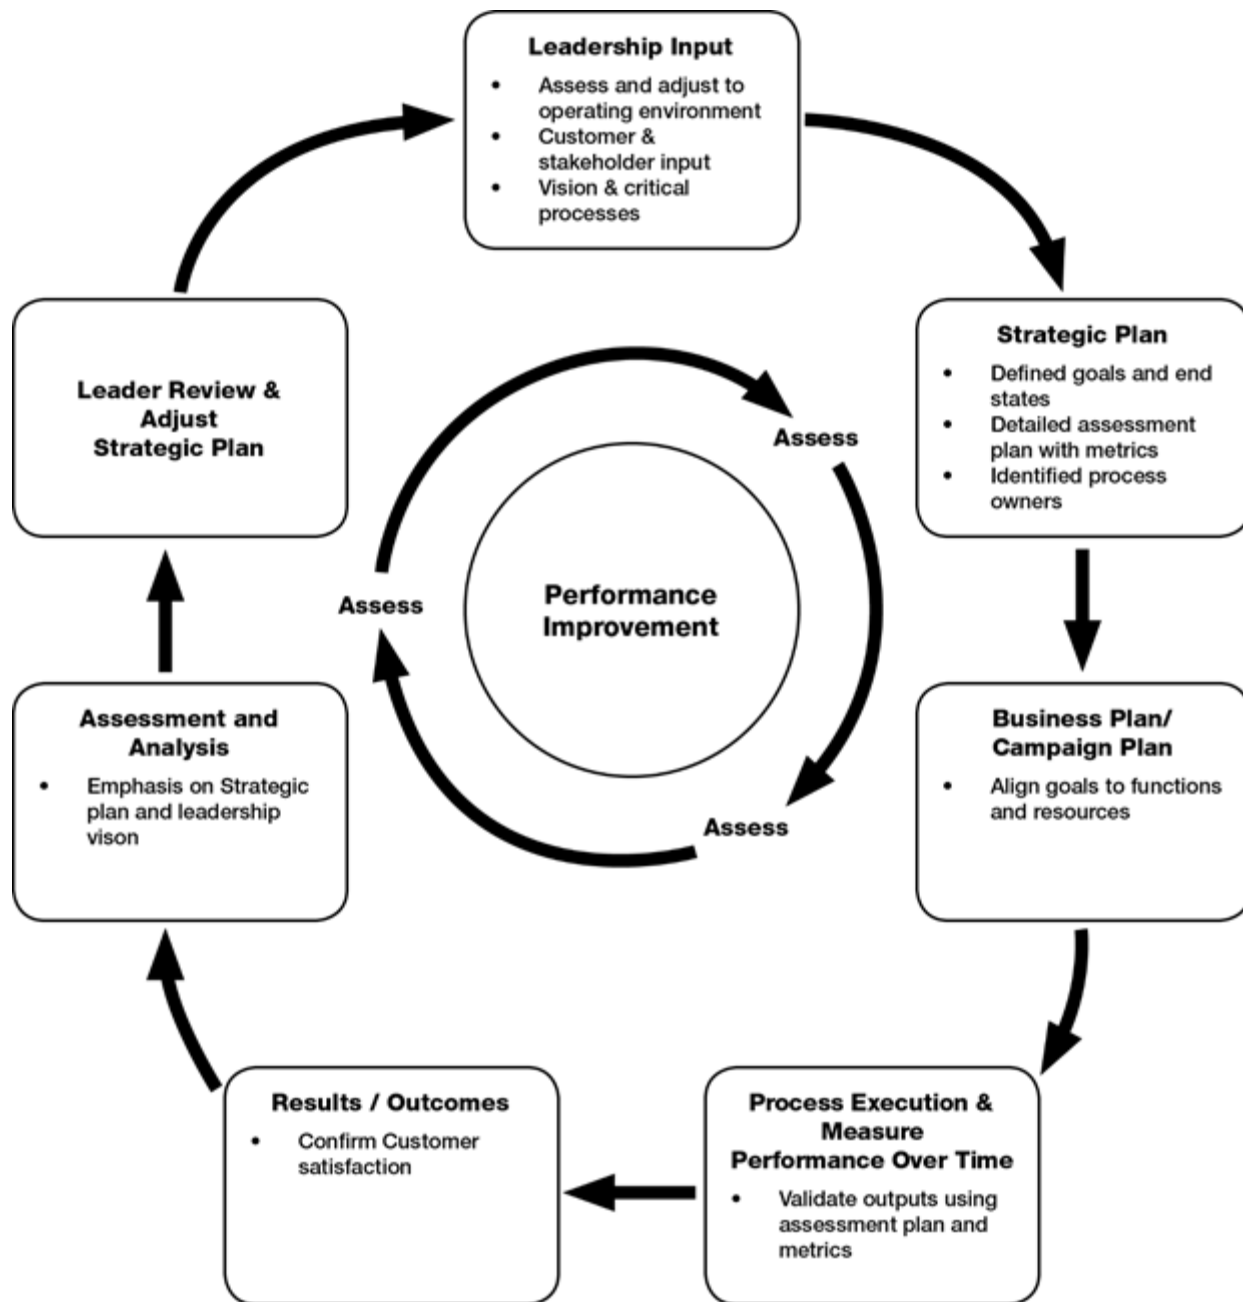 Leadership Input
• Assess and adjust to
operating environment
• Customer &
stakeholder input
• Vision & critical
processes
Strategic Plan
• Defined goals and end
states
• Detailed assessment
plan with metrics
• Identified process
owners
Business Plan/
Campaign Plan
• Align goals to functions
and resources
Process Execution &
Measure
Performance Over Time
• Validate outputs using
assessment plan and
metrics
Results / Outcomes
• Confirm Customer
satisfaction
Assessment and
Analysis
• Emphasis on Strategic
plan and leadership
vison
Leader Review &
Adjust
Strategic Plan
Assess
Assess
Assess
Performance
Improvement